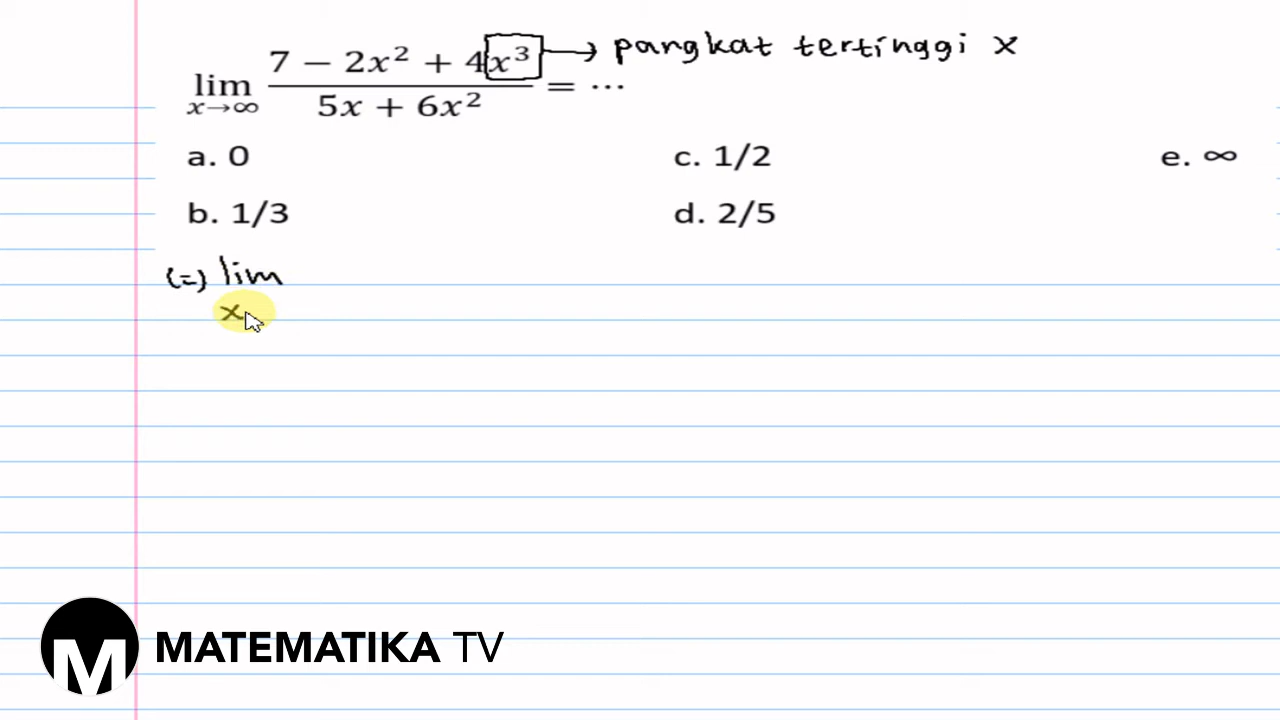 lim x→∞ (7 − 2x² + 4x³)/(5x + 6x²) = ⋯ → pangkat tertinggi x
a. 0 c. 1/2 e. ∞
b. 1/3 d. 2/5
(=) lim
x
M MATEMATIKA TV